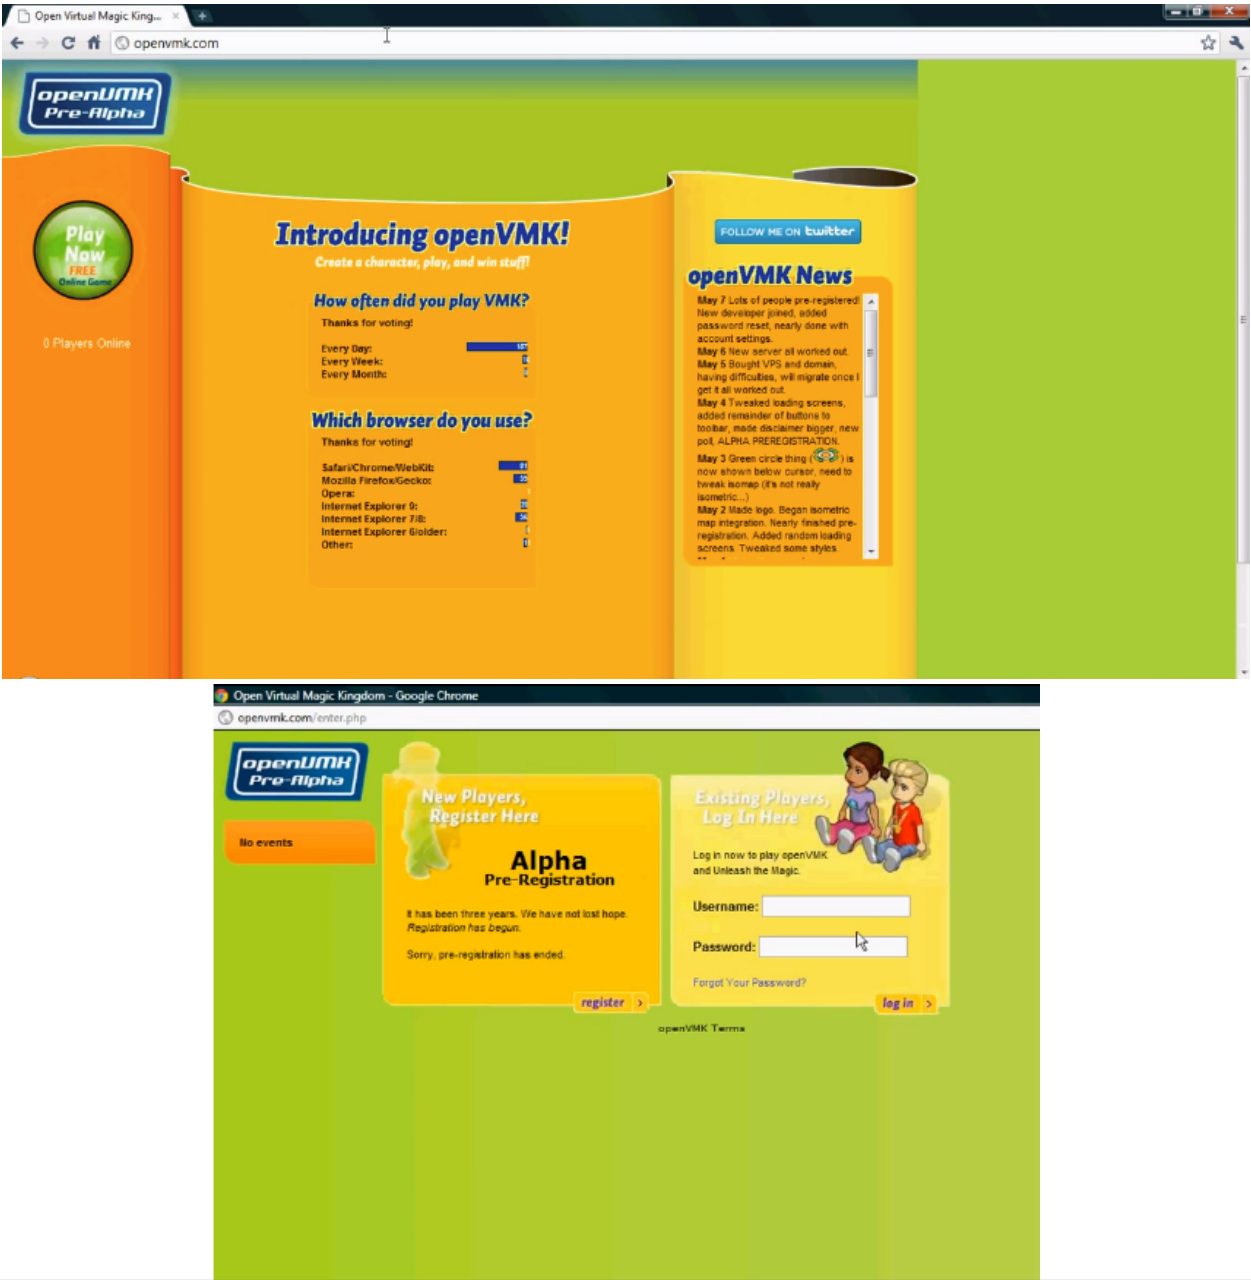 Open Virtual Magic King...
openvmk.com
openVMK
Pre-Alpha
Play
Now
FREE
Online Game
0 Players Online
Introducing openVMK!
Create a character, play, and win stuff!
How often did you play VMK?
Thanks for voting!
Every Day:
Every Week:
Every Month:
Which browser do you use?
Thanks for voting!
Safari/Chrome/WebKit:
Mozilla Firefox/Gecko:
Opera:
Internet Explorer 9:
Internet Explorer 7/8:
Internet Explorer 6/older:
Other:
FOLLOW ME ON twitter
openVMK News
May 7 Lots of people pre-registered!
New developer joined, added
password reset, nearly done with
account settings.
May 6 New server all worked out.
May 5 Bought VPS and domain,
having difficulties, will migrate once I
get it all worked out.
May 4 Tweaked loading screens,
added remainder of buttons to
toolbar, made disclaimer bigger, new
poll, ALPHA PREREGISTRATION.
May 3 Green circle thing ( ) is
now shown below cursor, need to
tweak isomap (it's not really
isometric...)
May 2 Made logo. Began isometric
map integration. Nearly finished pre-
registration. Added random loading
screens. Tweaked some styles
Open Virtual Magic Kingdom - Google Chrome
openvmk.com/enter.php
openVMK
Pre-Alpha
No events
New Players,
Register Here
Alpha
Pre-Registration
It has been three years. We have not lost hope.
Registration has begun.
Sorry, pre-registration has ended.
register >
Existing Players,
Log In Here
Log in now to play openVMK
and Unleash the Magic.
Username:
Password:
Forgot Your Password?
log in >
openVMK Terms